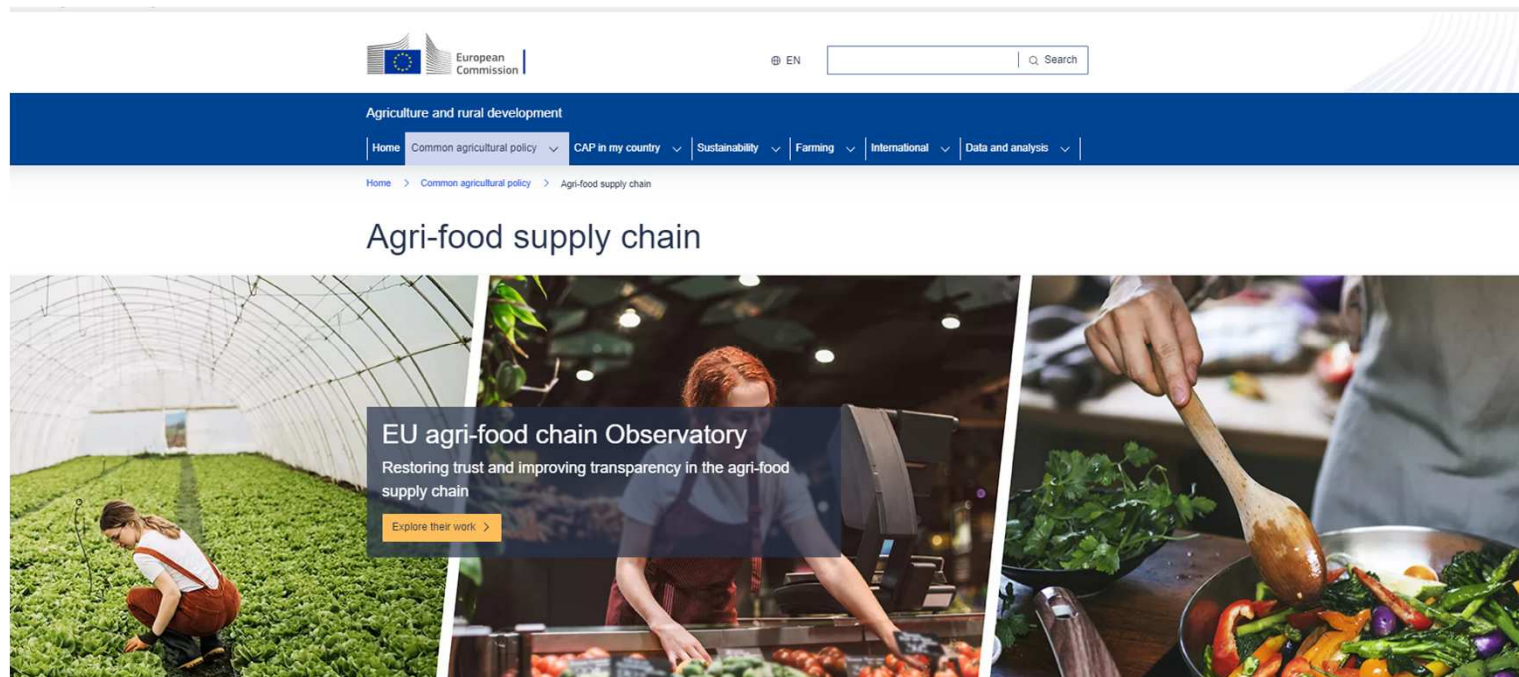 European
Commission
EN
Search
Agriculture and rural development
Home
Common agricultural policy
CAP in my country
Sustainability
Farming
International
Data and analysis
Home > Common agricultural policy > Agri-food supply chain
Agri-food supply chain
EU agri-food chain Observatory
Restoring trust and improving transparency in the agri-food
supply chain
Explore their work >